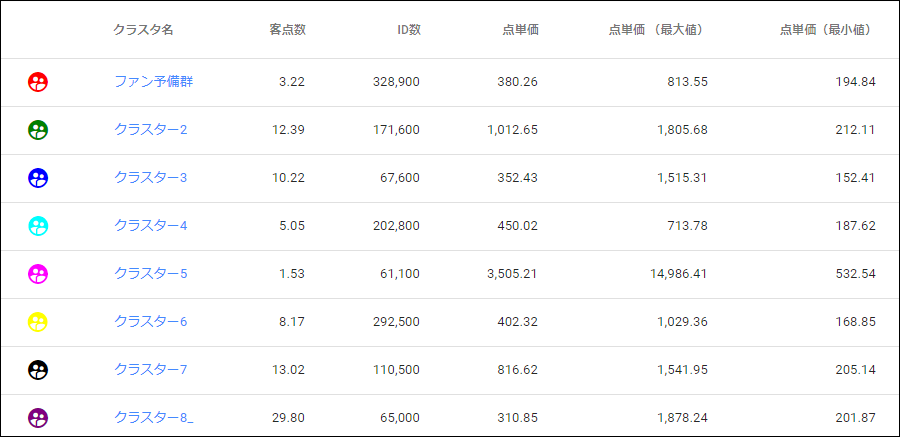 クラスタ名 客点数 ID数 点単価 点単価 （最大値） 点単価（最小値）
ファン予備群 3.22 328,900 380.26 813.55 194.84
クラスター2 12.39 171,600 1,012.65 1,805.68 212.11
クラスター3 10.22 67,600 352.43 1,515.31 152.41
クラスター4 5.05 202,800 450.02 713.78 187.62
クラスター5 1.53 61,100 3,505.21 14,986.41 532.54
クラスター6 8.17 292,500 402.32 1,029.36 168.85
クラスター7 13.02 110,500 816.62 1,541.95 205.14
クラスター8_ 29.80 65,000 310.85 1,878.24 201.87